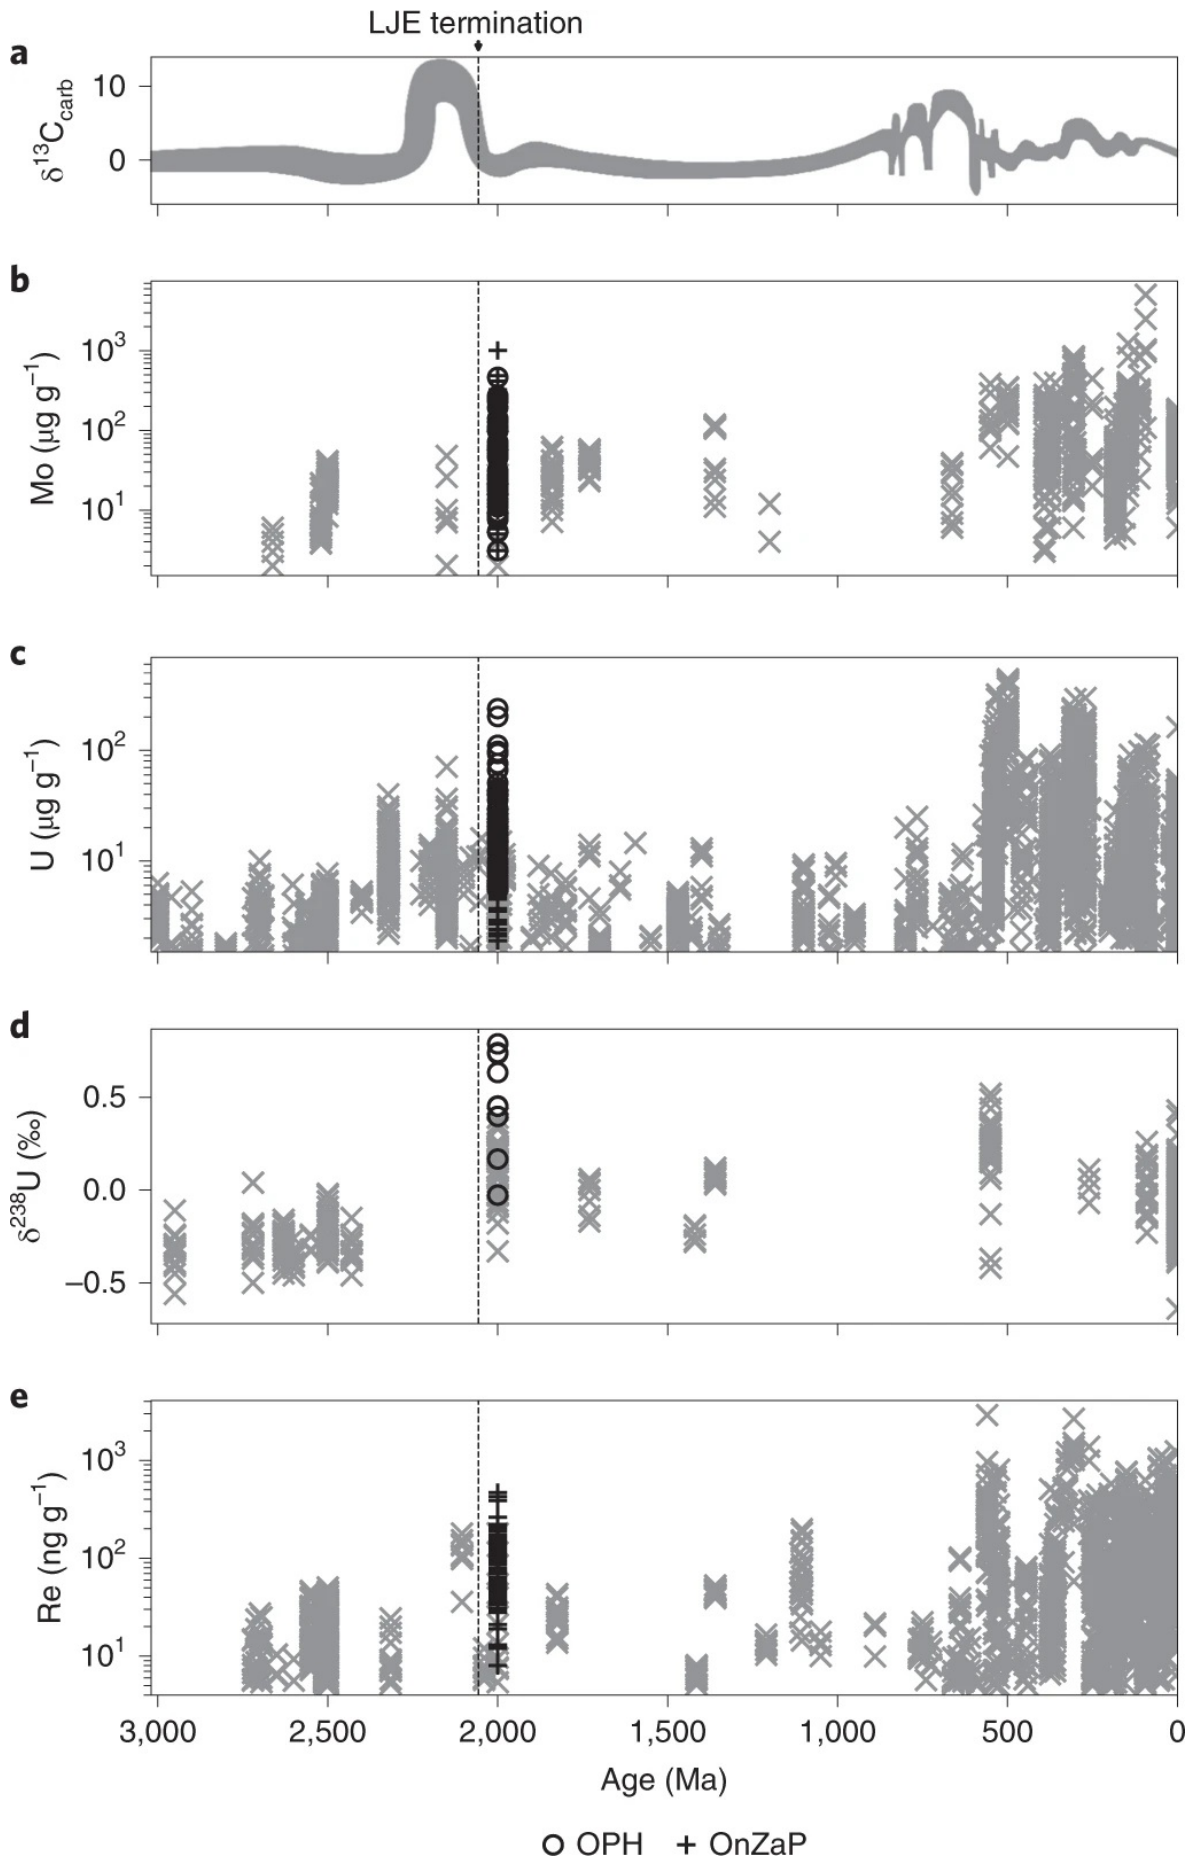 LJE termination
a
δ¹³C_carb
10
0
b
Mo (μg g⁻¹)
10³
10²
10¹
c
U (μg g⁻¹)
10²
10¹
d
δ²³⁸U (‰)
0.5
0.0
–0.5
e
Re (ng g⁻¹)
10³
10²
10¹
3,000 2,500 2,000 1,500 1,000 500 0
Age (Ma)
OPH OnZaP